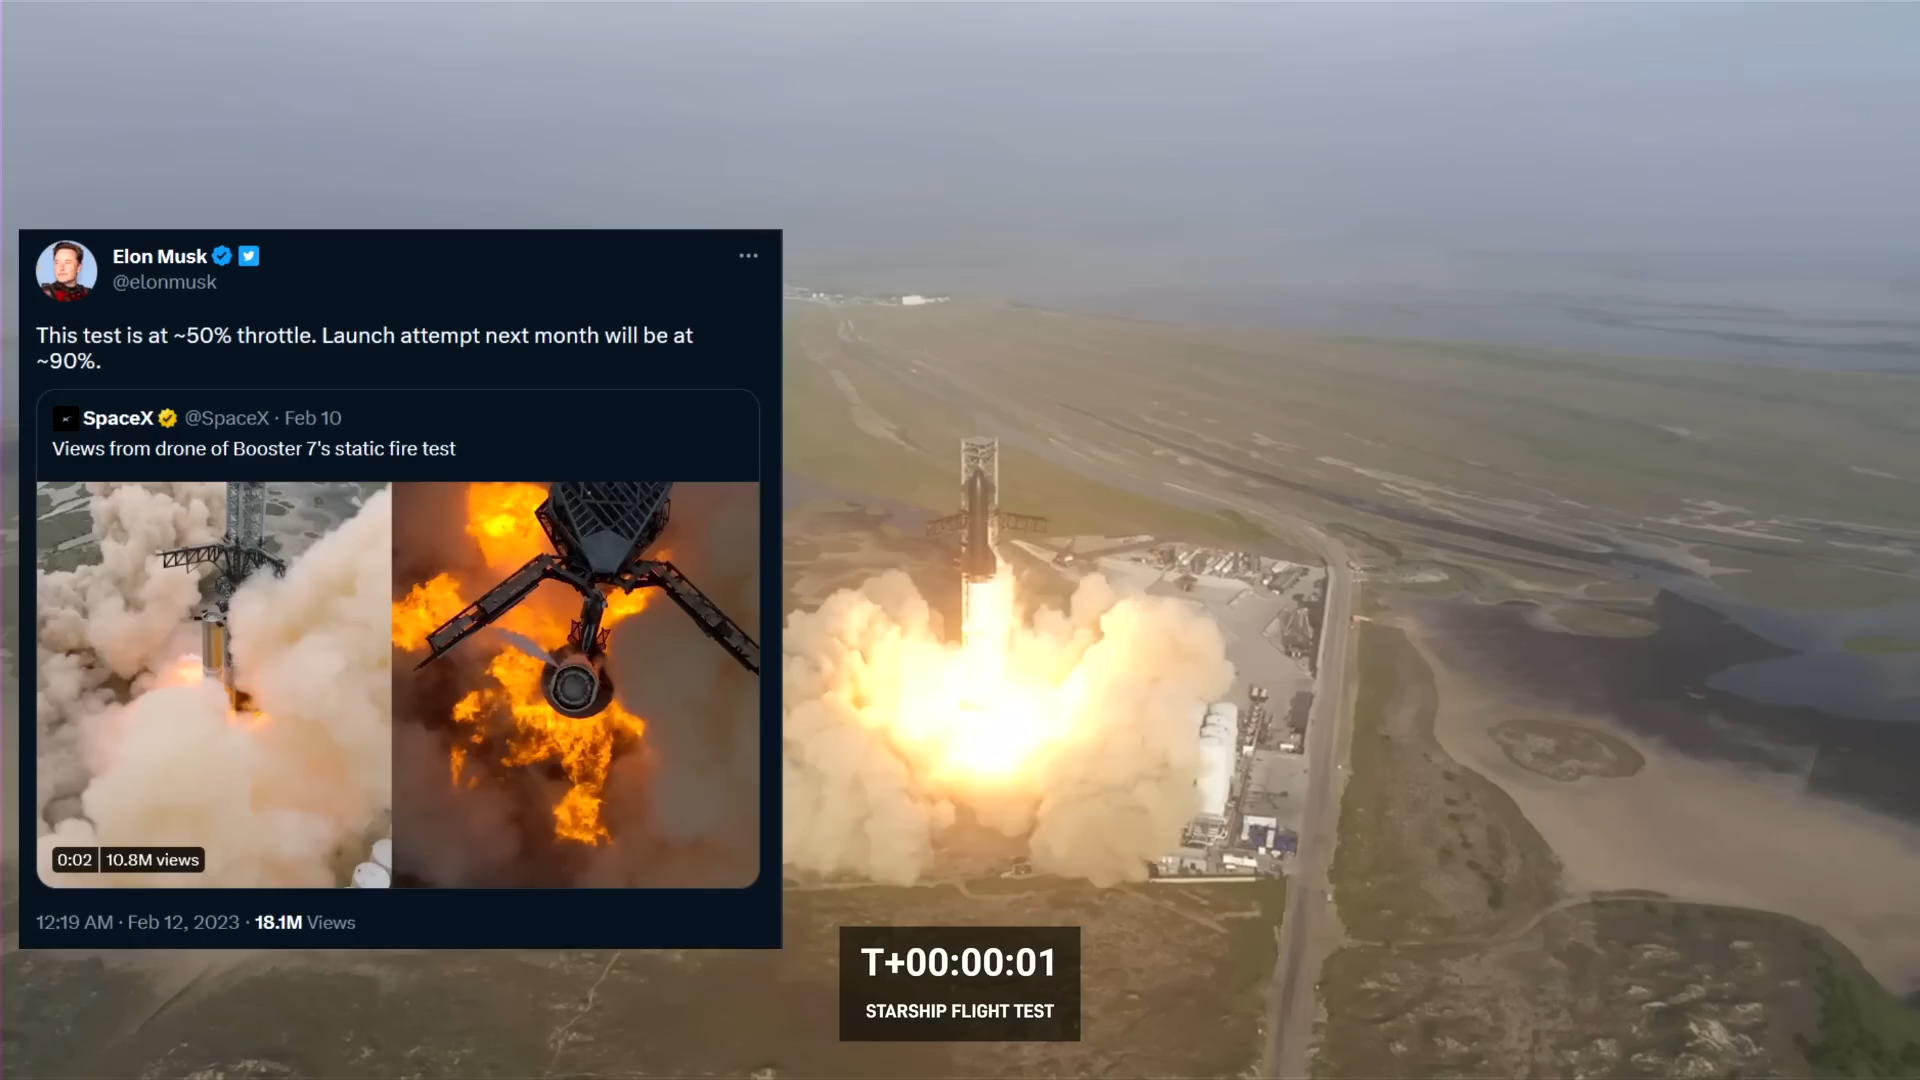 Elon Musk
@elonmusk
This test is at ~50% throttle. Launch attempt next month will be at
~90%.
SpaceX @SpaceX · Feb 10
Views from drone of Booster 7's static fire test
0:02 10.8M views
12:19 AM · Feb 12, 2023 · 18.1M Views
T+00:00:01
STARSHIP FLIGHT TEST